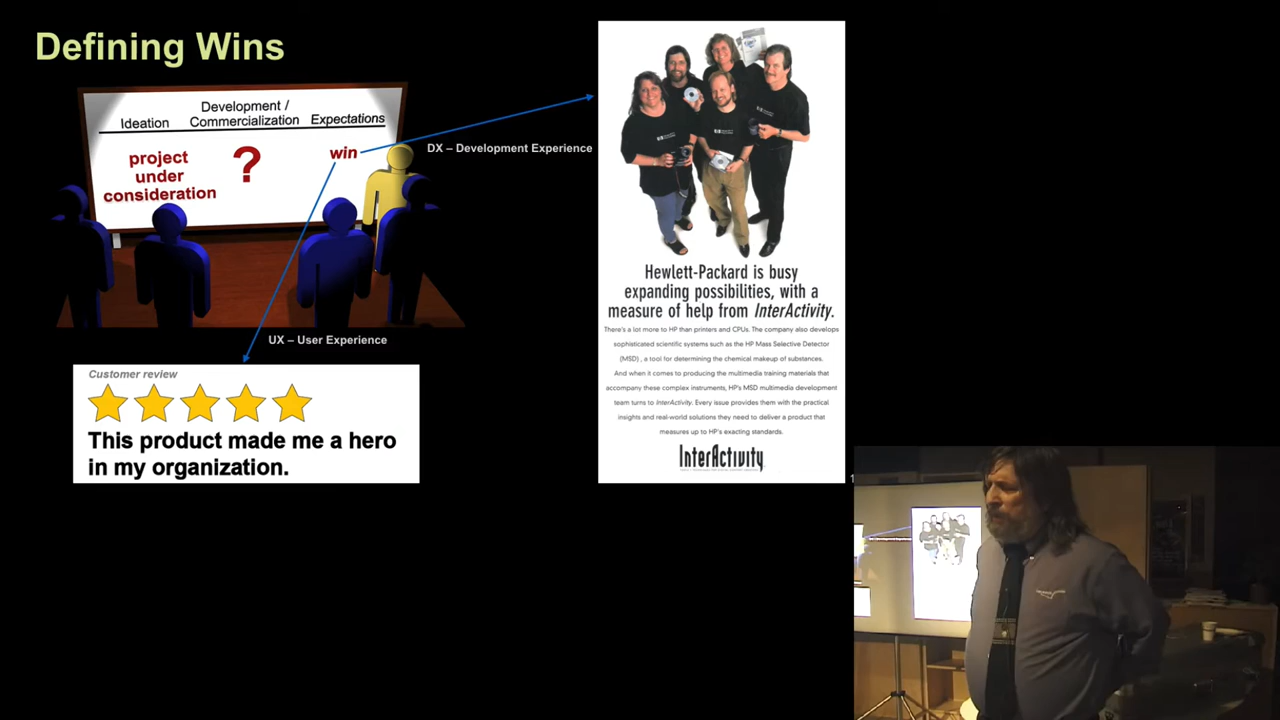 Defining Wins
Ideation
Development /
Commercialization
Expectations
project
under
consideration
?
win
DX – Development Experience
UX – User Experience
Customer review
This product made me a hero
in my organization.
Hewlett-Packard is busy
expanding possibilities, with a
measure of help from InterActivity.
There's a lot more to HP than printers and CPUs. The company also develops
sophisticated scientific systems such as the HP Mass Selective Detector
(MSD) , a tool for determining the chemical makeup of substances.
And when it comes to producing the multimedia training materials that
accompany these complex instruments, HP's MSD multimedia development
team turns to InterActivity. Every issue provides them with the practical
insights and real-world solutions they need to deliver a product that
measures up to HP's exacting standards.
InterActivity